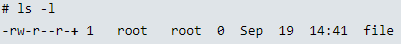 # ls -l
-rw-r--r-+ 1 root root 0 Sep 19 14:41 file